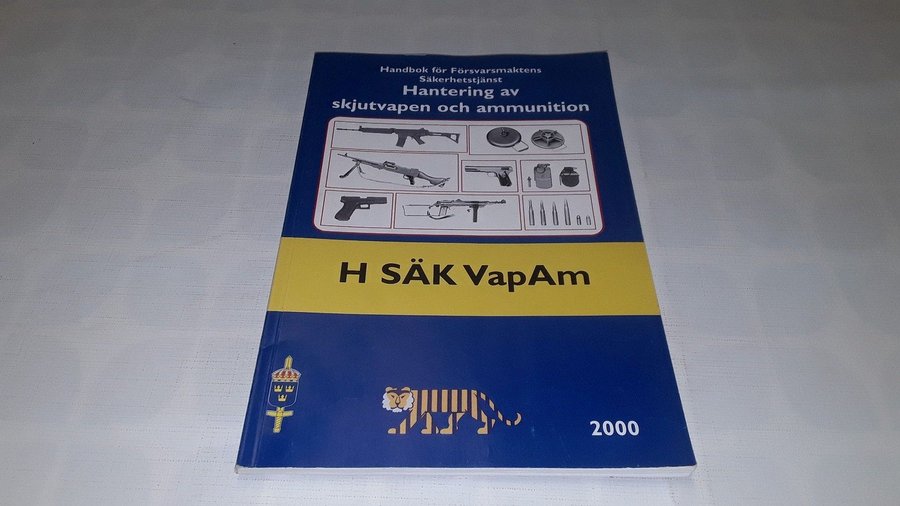 Handbok för Försvarsmaktens
Säkerhetstjänst
Hantering av
skjutvapen och ammunition
H SÄK VapAm
2000